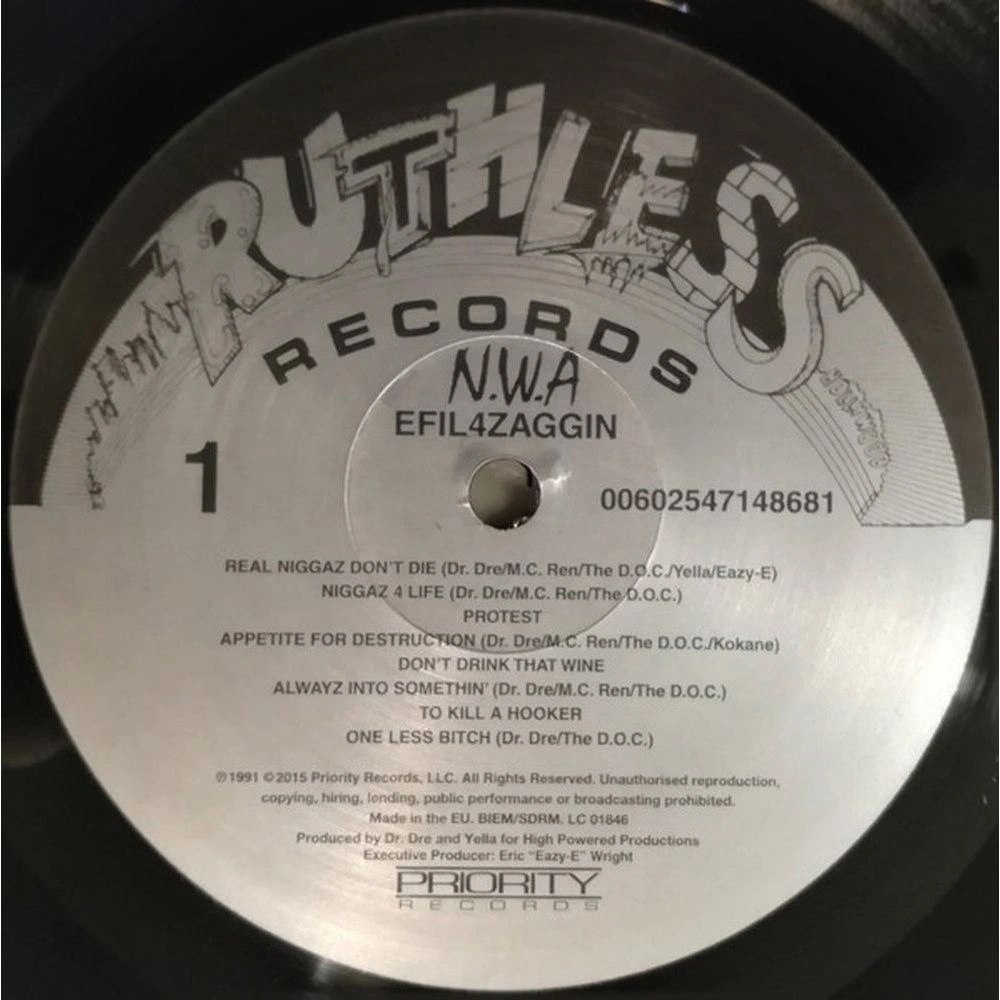 RUTHLESS
RECORDS
N.W.A
EFIL4ZAGGIN
1
00602547148681
REAL NIGGAZ DON'T DIE (Dr. Dre/M.C. Ren/The D.O.C./Yella/Eazy-E)
NIGGAZ 4 LIFE (Dr. Dre/M.C. Ren/The D.O.C.)
PROTEST
APPETITE FOR DESTRUCTION (Dr. Dre/M.C. Ren/The D.O.C./Kokane)
DON'T DRINK THAT WINE
ALWAYZ INTO SOMETHIN' (Dr. Dre/M.C. Ren/The D.O.C.)
TO KILL A HOOKER
ONE LESS BITCH (Dr. Dre/The D.O.C.)
℗1991 ©2015 Priority Records, LLC. All Rights Reserved. Unauthorised reproduction,
copying, hiring, lending, public performance or broadcasting prohibited.
Made in the EU. BIEM/SDRM. LC 01846
Produced by Dr. Dre and Yella for High Powered Productions
Executive Producer: Eric "Eazy-E" Wright
PRIORITY
RECORDS